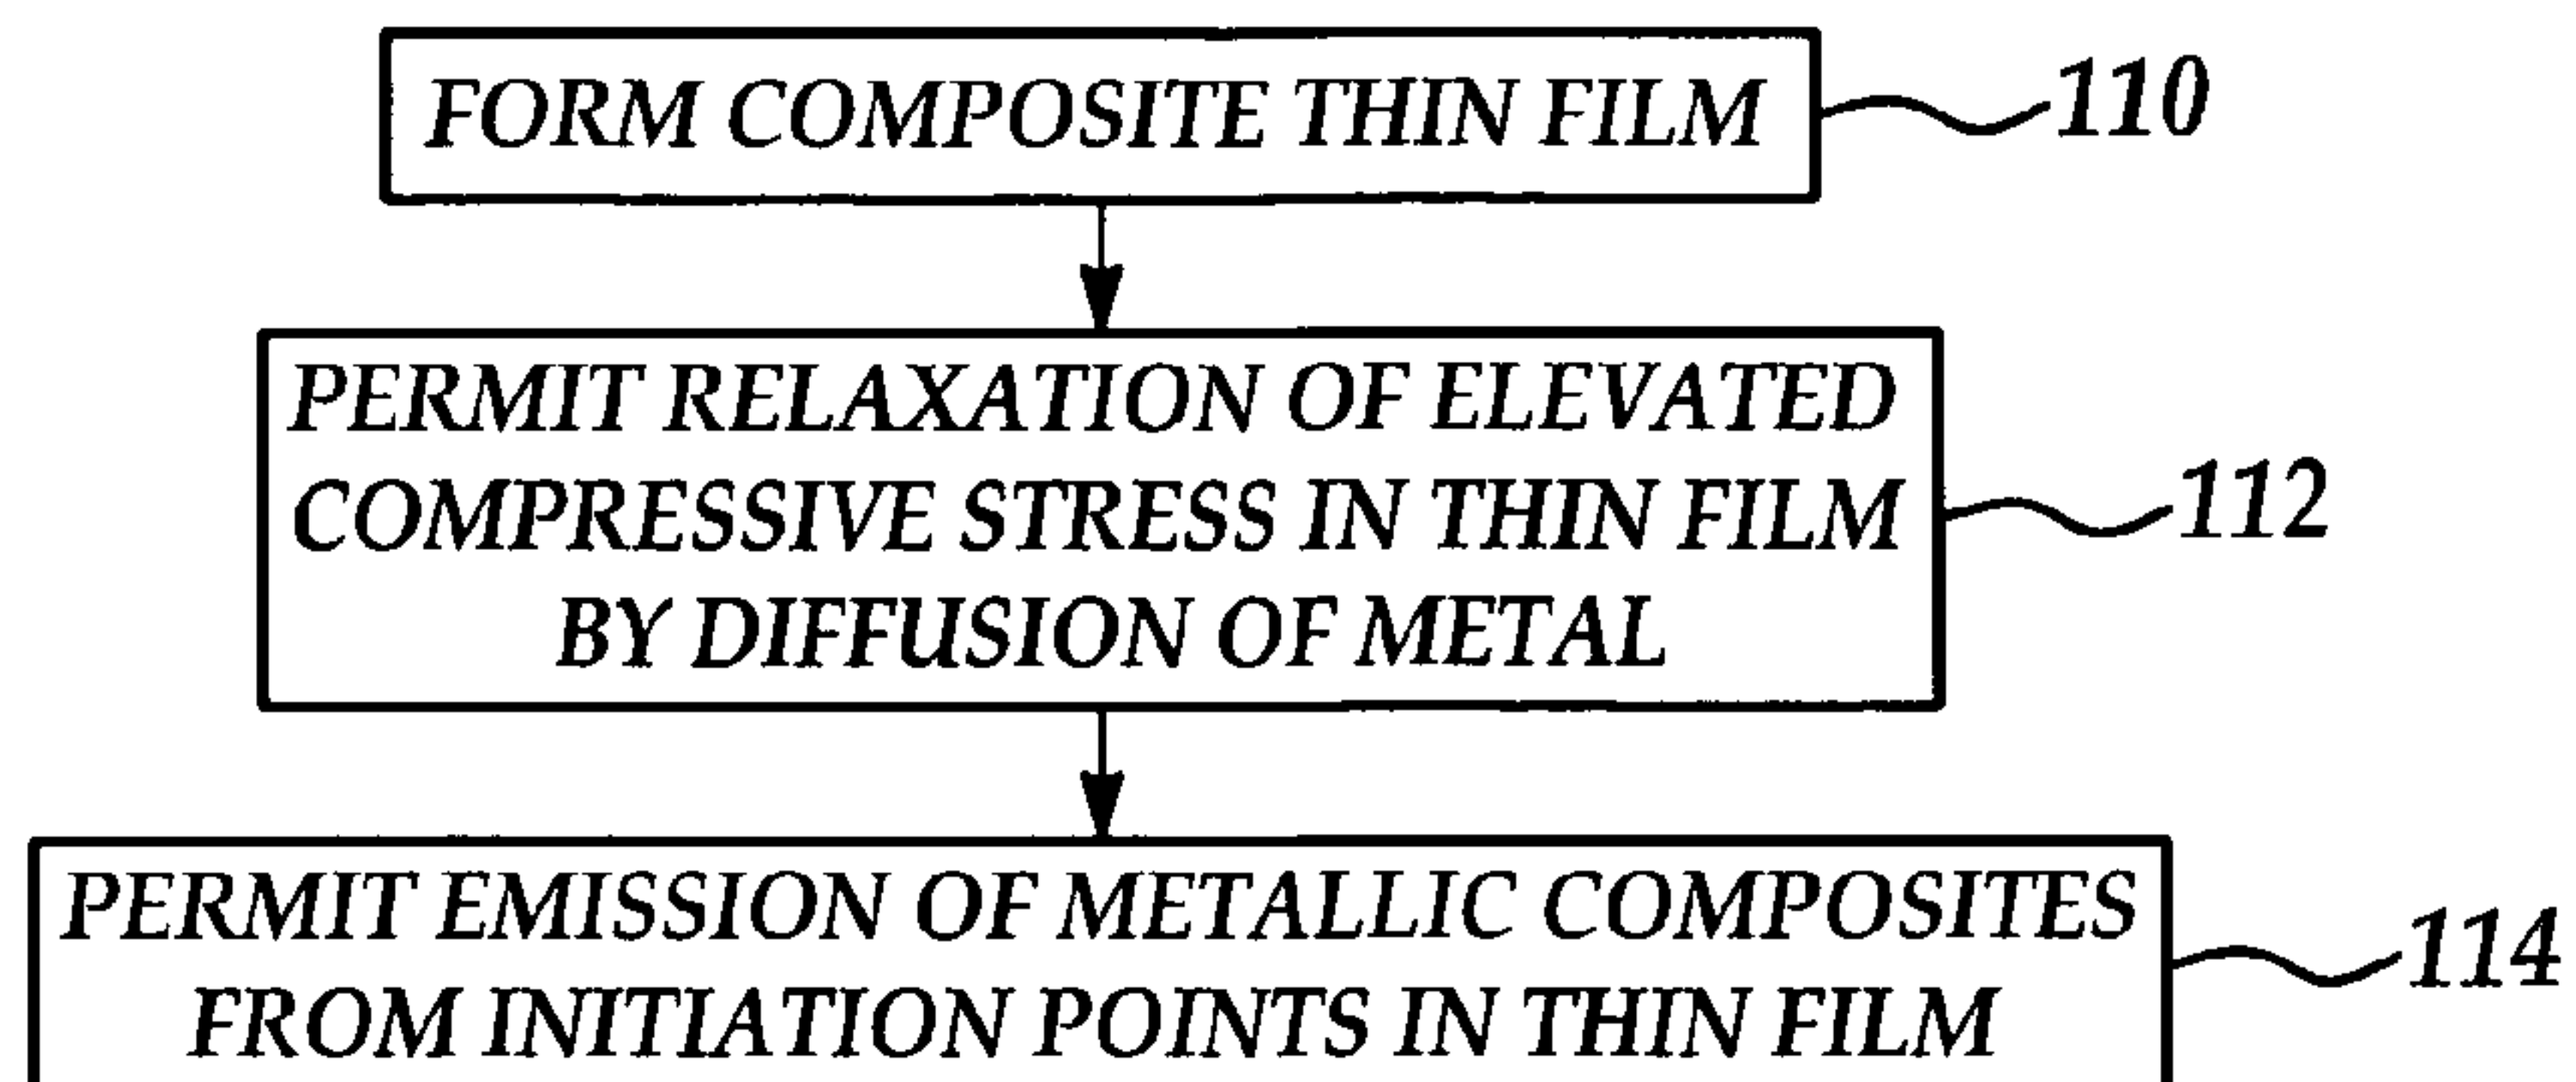 FORM COMPOSITE THIN FILM
110
PERMIT RELAXATION OF ELEVATED
COMPRESSIVE STRESS IN THIN FILM
BY DIFFUSION OF METAL
112
PERMIT EMISSION OF METALLIC COMPOSITES
FROM INITIATION POINTS IN THIN FILM
114